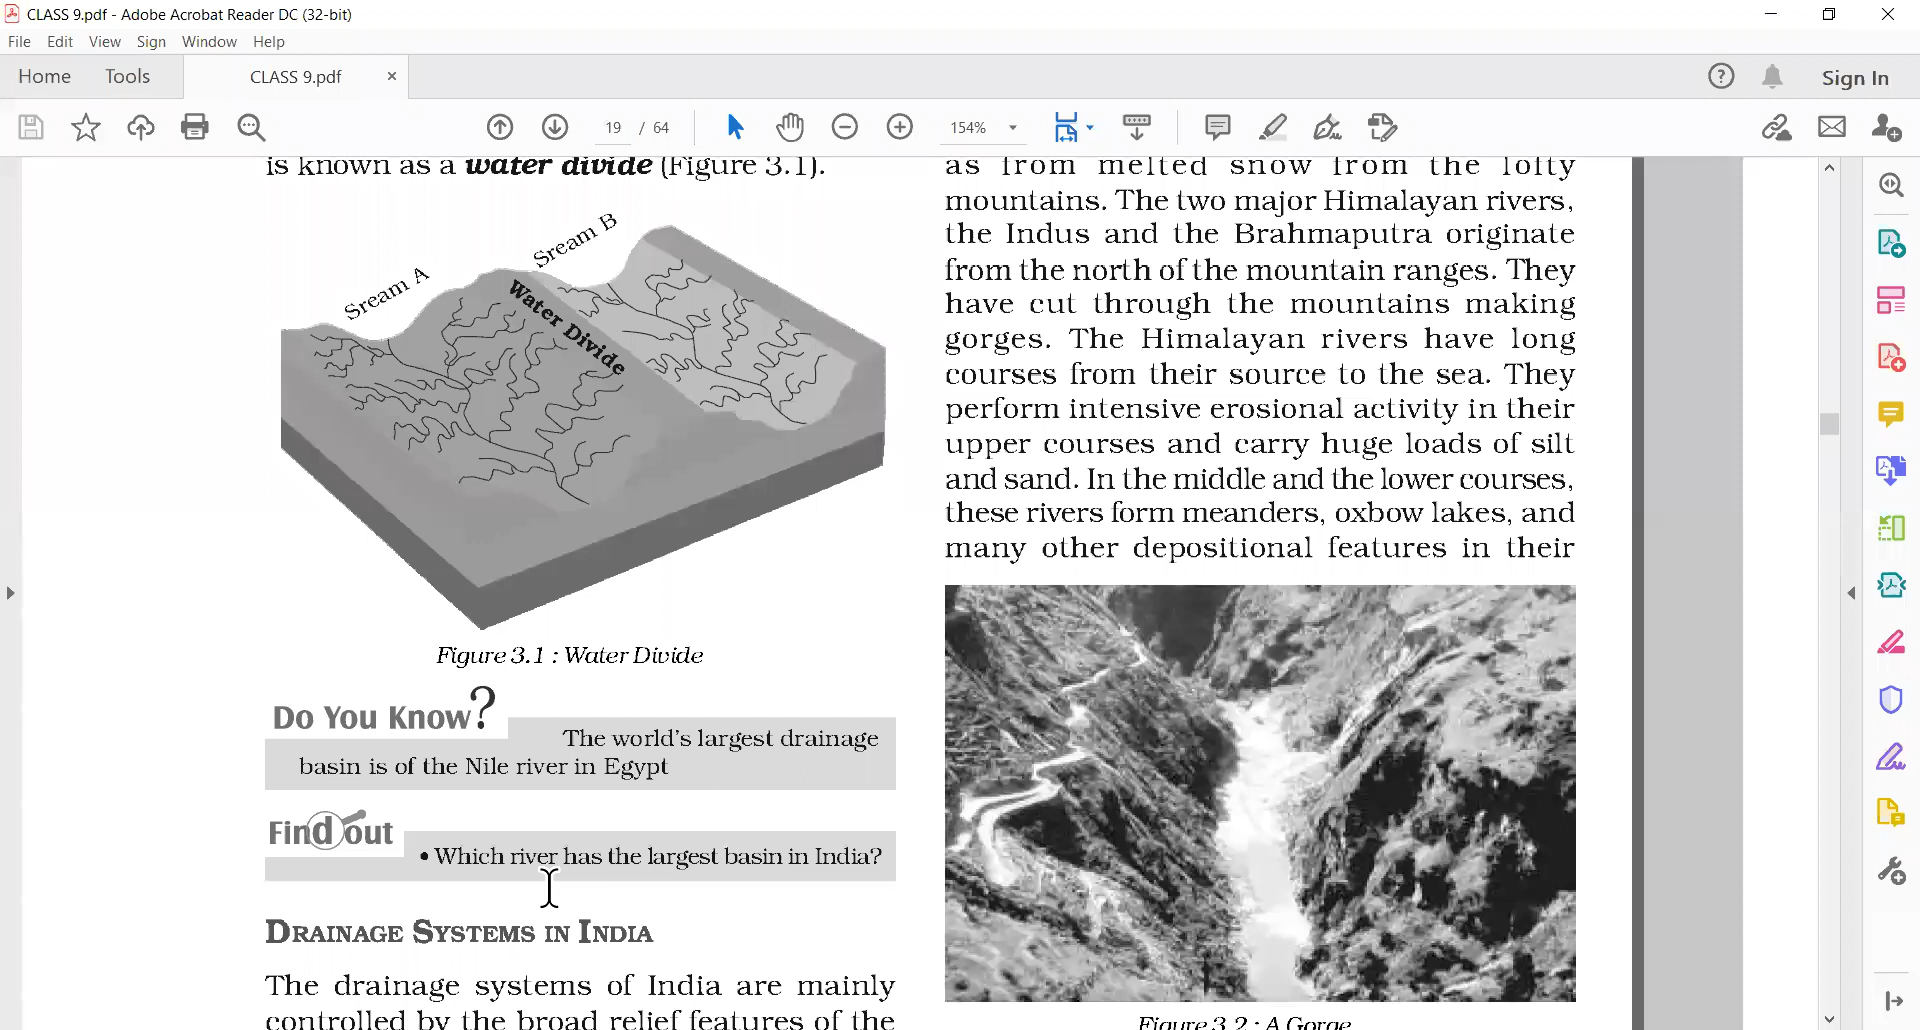 CLASS 9.pdf - Adobe Acrobat Reader DC (32-bit)
File Edit View Sign Window Help
Home Tools CLASS 9.pdf × Sign In
19 / 64 154%
is known as a water divide (Figure 3.1).
Sream A
Sream B
Water Divide
Figure 3.1 : Water Divide
Do You Know?
The world's largest drainage
basin is of the Nile river in Egypt
Find out
• Which river has the largest basin in India?
DRAINAGE SYSTEMS IN INDIA
The drainage systems of India are mainly
controlled by the broad relief features of the
as from melted snow from the lofty
mountains. The two major Himalayan rivers,
the Indus and the Brahmaputra originate
from the north of the mountain ranges. They
have cut through the mountains making
gorges. The Himalayan rivers have long
courses from their source to the sea. They
perform intensive erosional activity in their
upper courses and carry huge loads of silt
and sand. In the middle and the lower courses,
these rivers form meanders, oxbow lakes, and
many other depositional features in their
Figure 3.2 : A Gorge